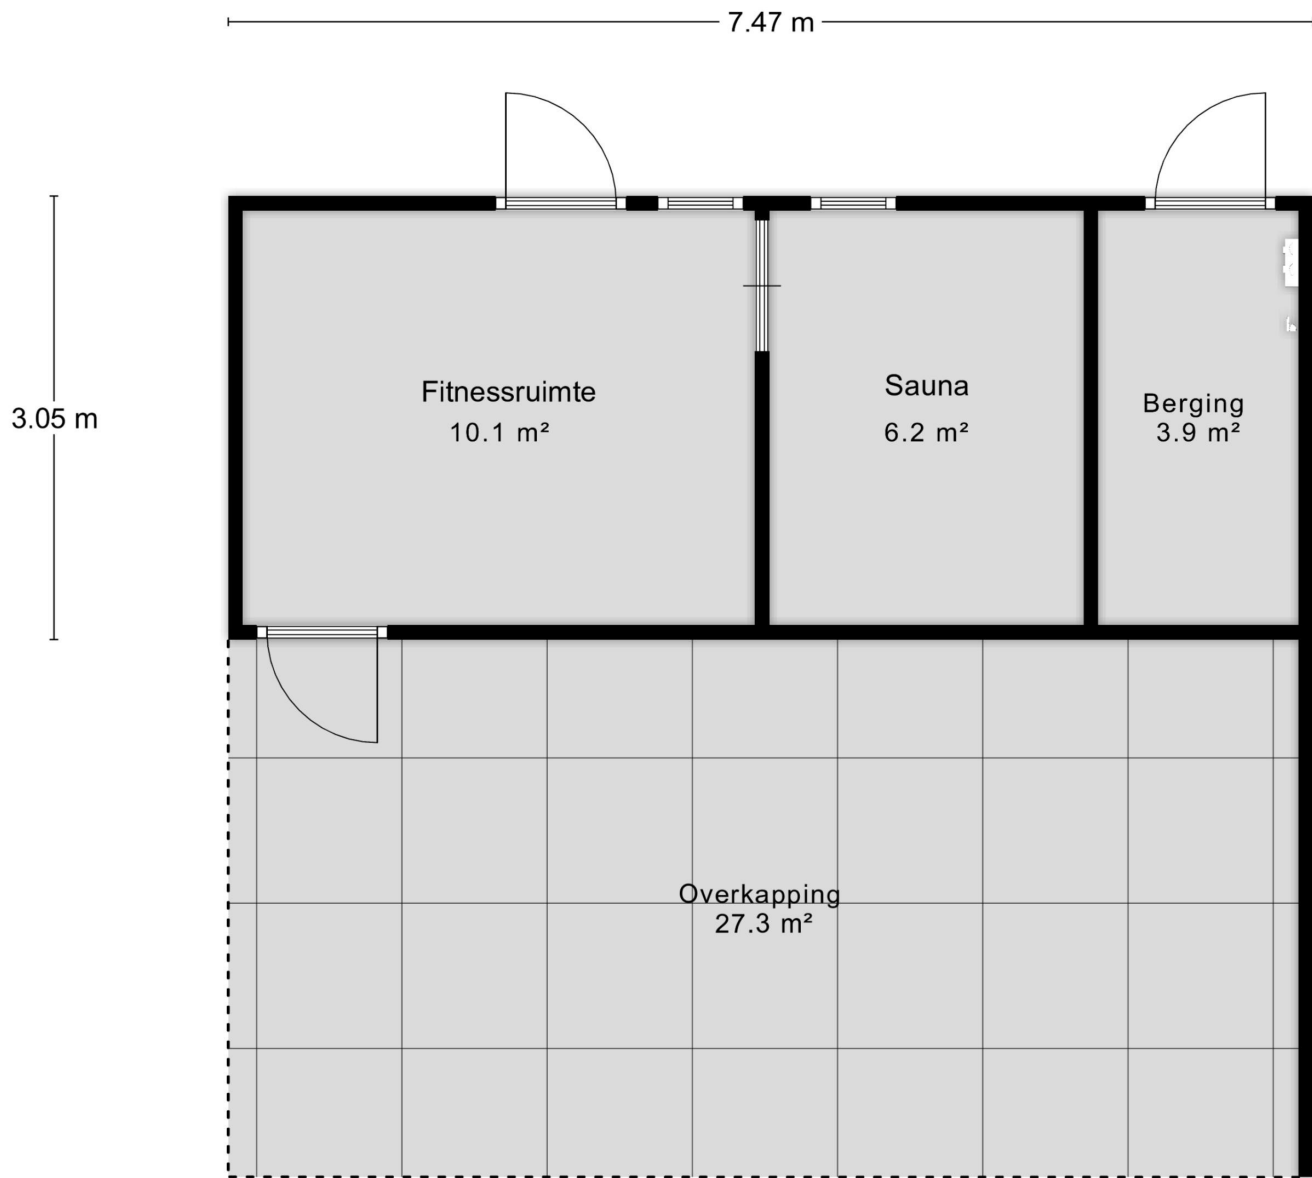 7.47 m
3.05 m
Fitnessruimte
10.1 m²
Sauna
6.2 m²
Berging
3.9 m²
Overkapping
27.3 m²